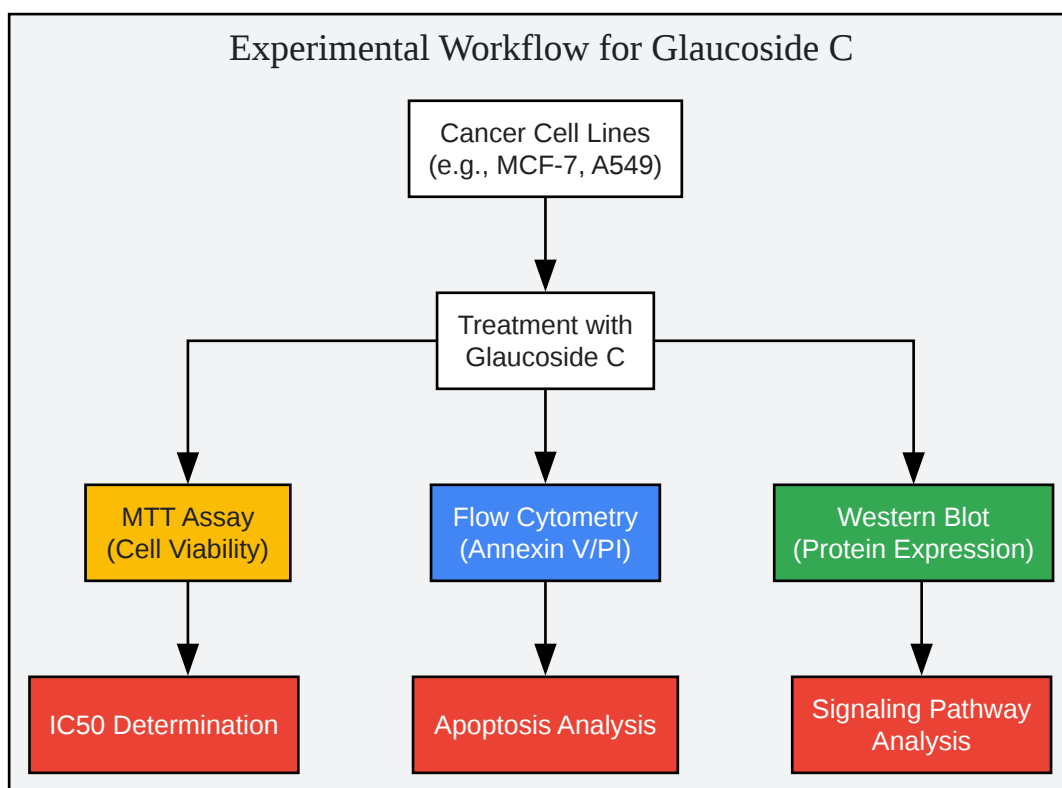 Experimental Workflow for Glaucoside C
Cancer Cell Lines
(e.g., MCF-7, A549)
Treatment with
Glaucoside C
MTT Assay
(Cell Viability)
Flow Cytometry
(Annexin V/PI)
Western Blot
(Protein Expression)
IC50 Determination
Apoptosis Analysis
Signaling Pathway
Analysis